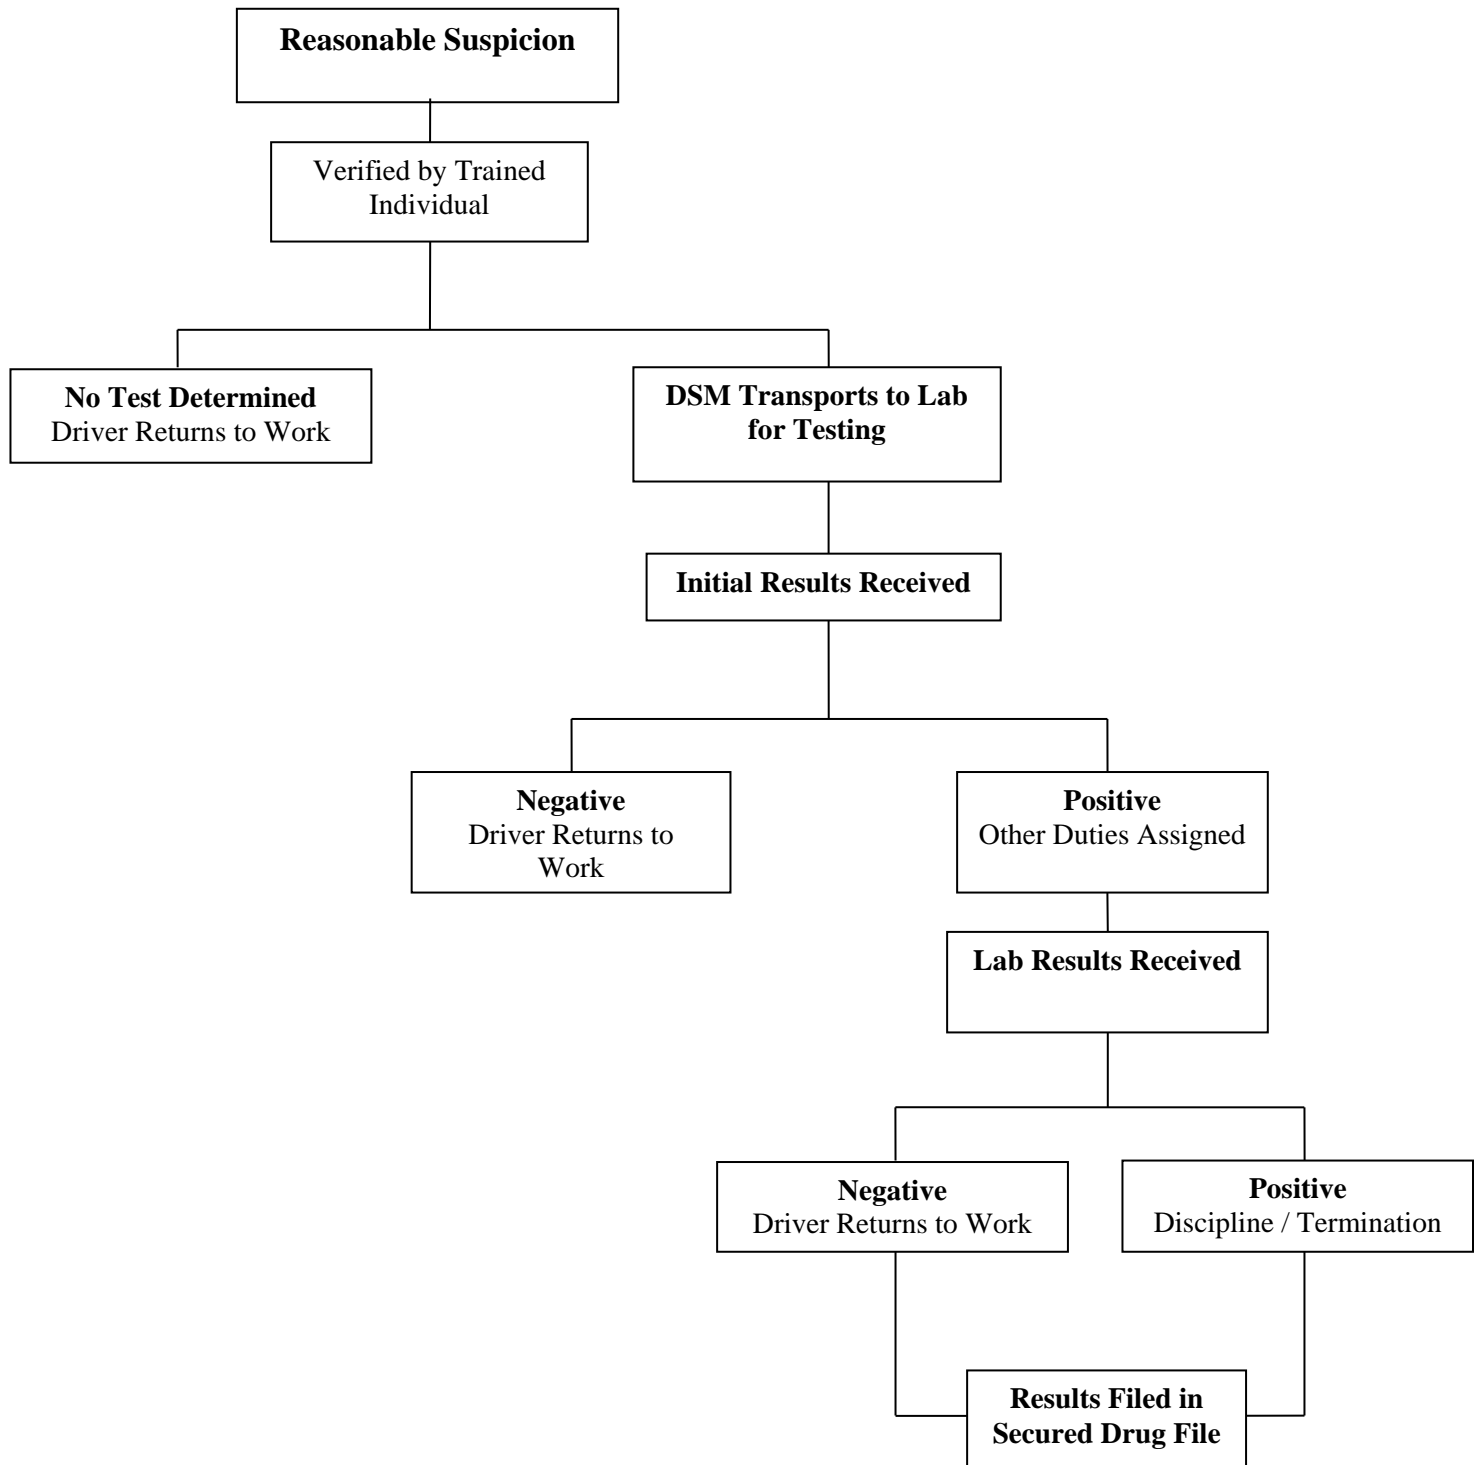 Reasonable Suspicion
Verified by Trained
Individual
No Test Determined
Driver Returns to Work
DSM Transports to Lab
for Testing
Initial Results Received
Negative
Driver Returns to
Work
Positive
Other Duties Assigned
Lab Results Received
Negative
Driver Returns to Work
Positive
Discipline / Termination
Results Filed in
Secured Drug File